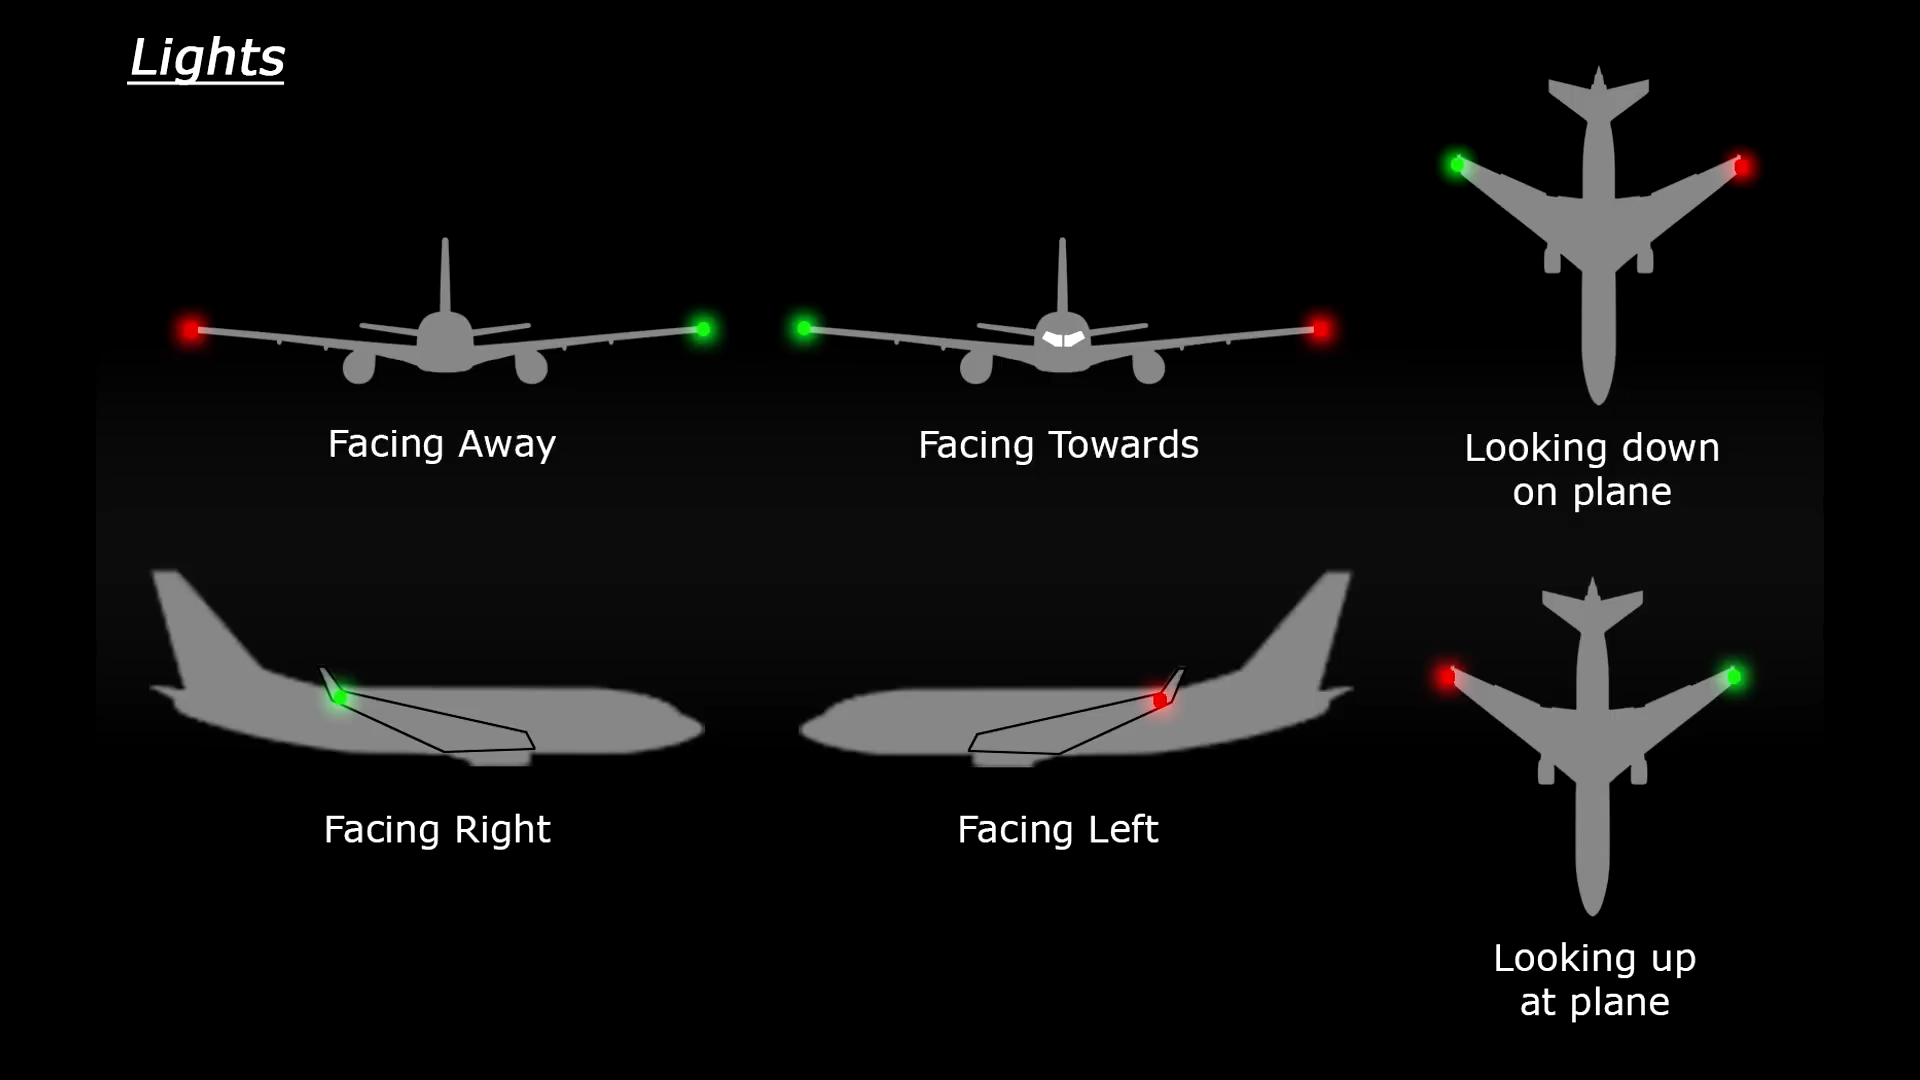 Lights
Facing Away
Facing Towards
Looking down
on plane
Facing Right
Facing Left
Looking up
at plane